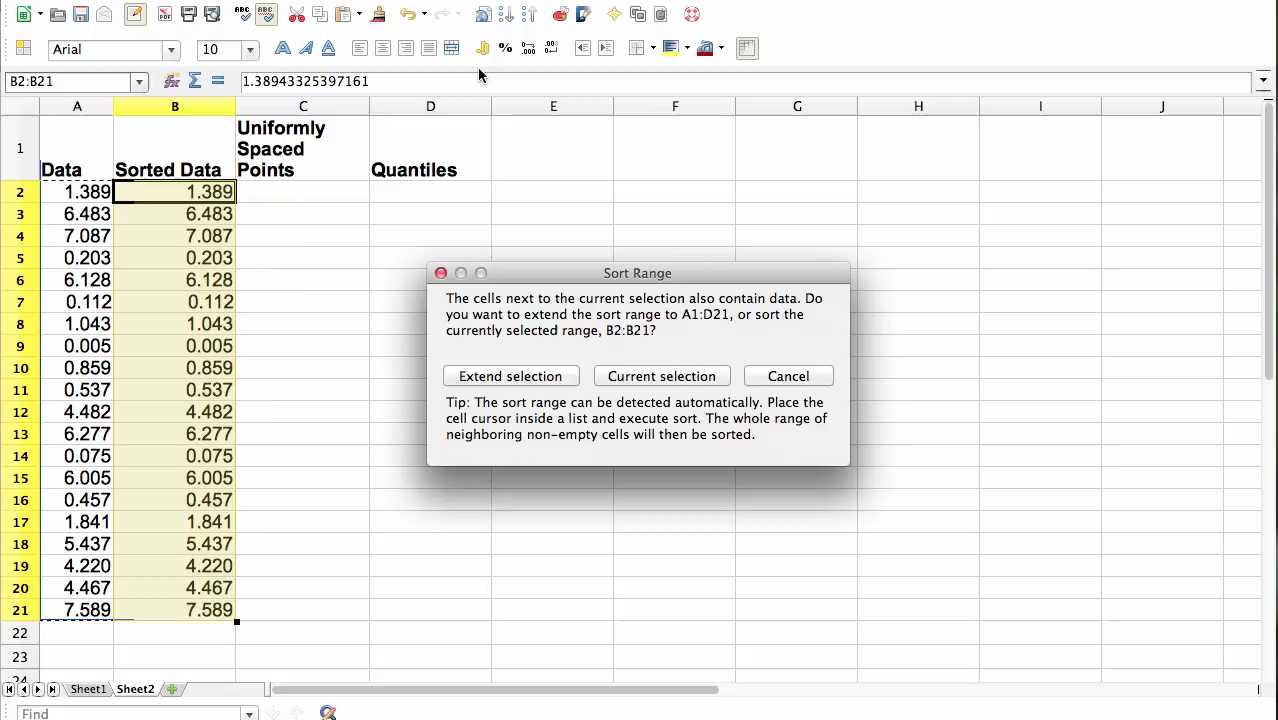 Arial
10
B2:B21
1.38943325397161
A B C D E F G H I J
1 Data Sorted Data Uniformly Spaced Points Quantiles
2 1.389 1.389
3 6.483 6.483
4 7.087 7.087
5 0.203 0.203
6 6.128 6.128
7 0.112 0.112
8 1.043 1.043
9 0.005 0.005
10 0.859 0.859
11 0.537 0.537
12 4.482 4.482
13 6.277 6.277
14 0.075 0.075
15 6.005 6.005
16 0.457 0.457
17 1.841 1.841
18 5.437 5.437
19 4.220 4.220
20 4.467 4.467
21 7.589 7.589
22
23
24
Sort Range
The cells next to the current selection also contain data. Do
you want to extend the sort range to A1:D21, or sort the
currently selected range, B2:B21?
Extend selection
Current selection
Cancel
Tip: The sort range can be detected automatically. Place the
cell cursor inside a list and execute sort. The whole range of
neighboring non-empty cells will then be sorted.
Sheet1
Sheet2
Find